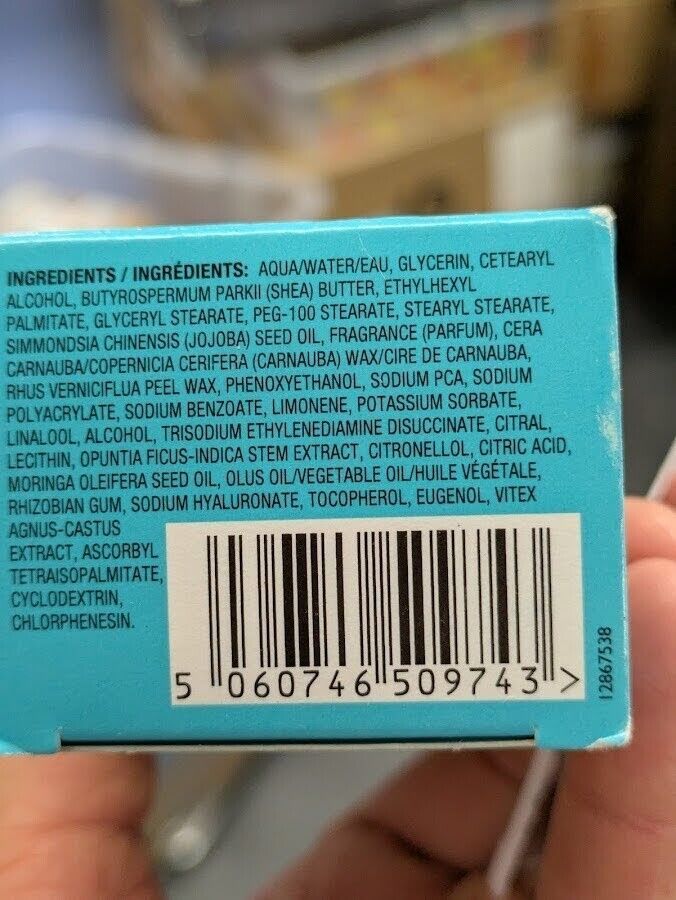 INGREDIENTS / INGRÉDIENTS: AQUA/WATER/EAU, GLYCERIN, CETEARYL
ALCOHOL, BUTYROSPERMUM PARKII (SHEA) BUTTER, ETHYLHEXYL
PALMITATE, GLYCERYL STEARATE, PEG-100 STEARATE, STEARYL STEARATE,
SIMMONDSIA CHINENSIS (JOJOBA) SEED OIL, FRAGRANCE (PARFUM), CERA
CARNAUBA/COPERNICIA CERIFERA (CARNAUBA) WAX/CIRE DE CARNAUBA,
RHUS VERNICIFLUA PEEL WAX, PHENOXYETHANOL, SODIUM PCA, SODIUM
POLYACRYLATE, SODIUM BENZOATE, LIMONENE, POTASSIUM SORBATE,
LINALOOL, ALCOHOL, TRISODIUM ETHYLENEDIAMINE DISUCCINATE, CITRAL,
LECITHIN, OPUNTIA FICUS-INDICA STEM EXTRACT, CITRONELLOL, CITRIC ACID,
MORINGA OLEIFERA SEED OIL, OLUS OIL/VEGETABLE OIL/HUILE VÉGÉTALE,
RHIZOBIAN GUM, SODIUM HYALURONATE, TOCOPHEROL, EUGENOL, VITEX
AGNUS-CASTUS
EXTRACT, ASCORBYL
TETRAISOPALMITATE,
CYCLODEXTRIN,
CHLORPHENESIN.
5 060746 509743 >
12867538